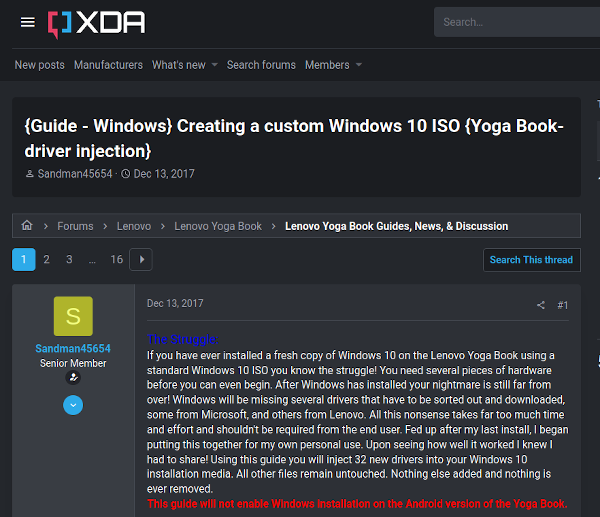 XDA
Search...
New posts Manufacturers What's new Search forums Members
{Guide - Windows} Creating a custom Windows 10 ISO {Yoga Book-
driver injection}
Sandman45654 · Dec 13, 2017
Forums > Lenovo > Lenovo Yoga Book > Lenovo Yoga Book Guides, News, & Discussion
1 2 3 ... 16
Search This thread
S
Sandman45654
Senior Member
Dec 13, 2017 #1
The Struggle:
If you have ever installed a fresh copy of Windows 10 on the Lenovo Yoga Book using a
standard Windows 10 ISO you know the struggle! You need several pieces of hardware
before you can even begin. After Windows has installed your nightmare is still far from
over! Windows will be missing several drivers that have to be sorted out and downloaded,
some from Microsoft, and others from Lenovo. All this nonsense takes far too much time
and effort and shouldn't be required from the end user. Fed up after my last install, I began
putting this together for my own personal use. Upon seeing how well it worked I knew I
had to share! Using this guide you will inject 32 new drivers into your Windows 10
installation media. All other files remain untouched. Nothing else added and nothing is
ever removed.
This guide will not enable Windows installation on the Android version of the Yoga Book.